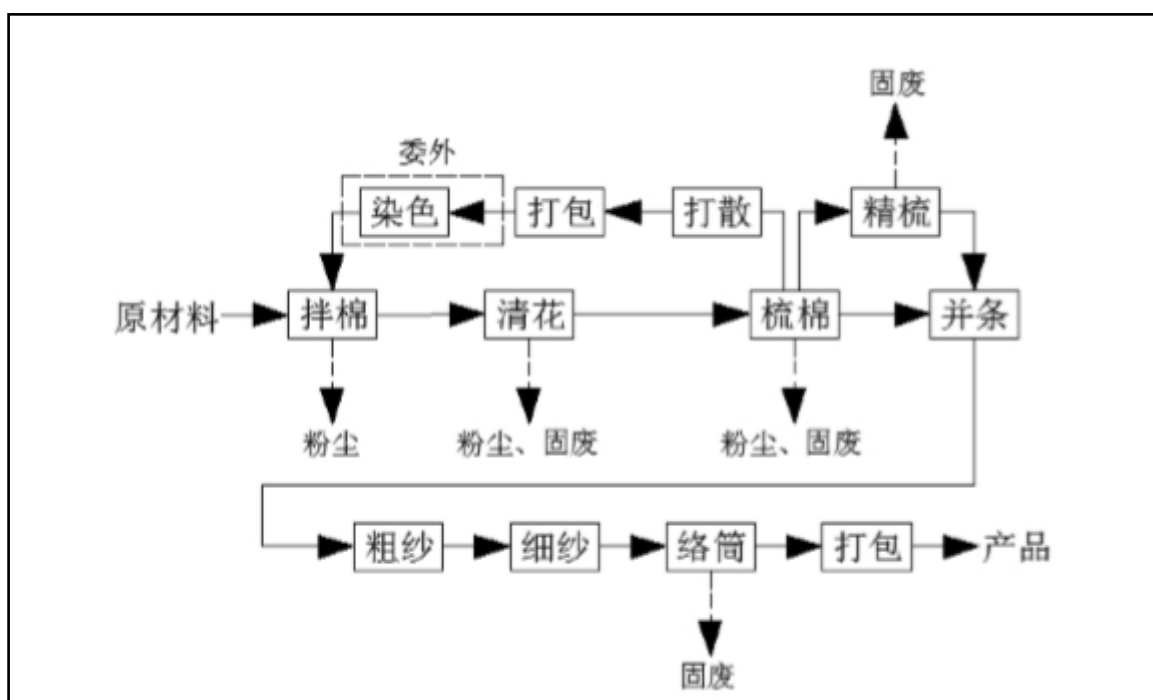 固废
委外
染色 打包 打散 精梳
原材料 拌棉 清花 梳棉 并条
粉尘 粉尘、固废 粉尘、固废
粗纱 细纱 络筒 打包 产品
固废